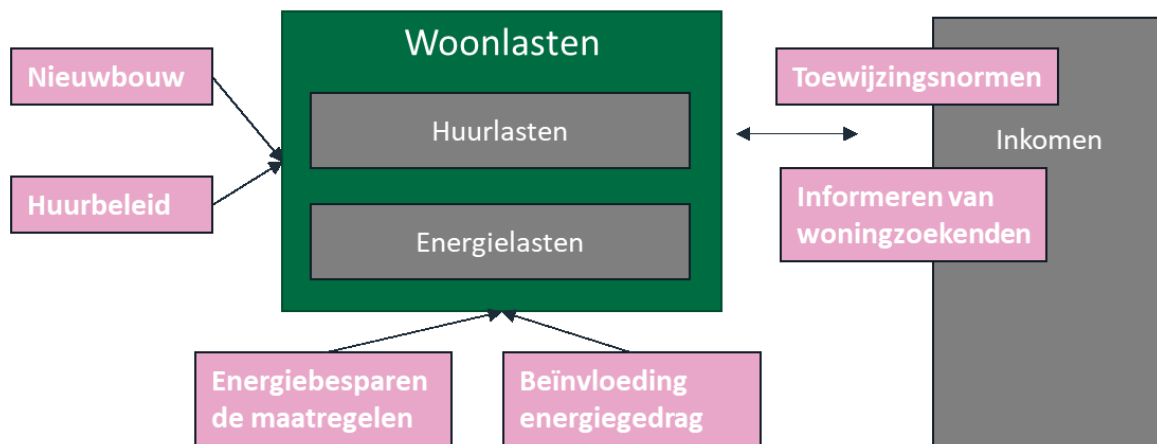 Woonlasten
Nieuwbouw
Huurbeleid
Huurlasten
Energielasten
Toewijzingsnormen
Inkomen
Informeren van
woningzoekenden
Energiebesparen
de maatregelen
Beïnvloeding
energiegedrag